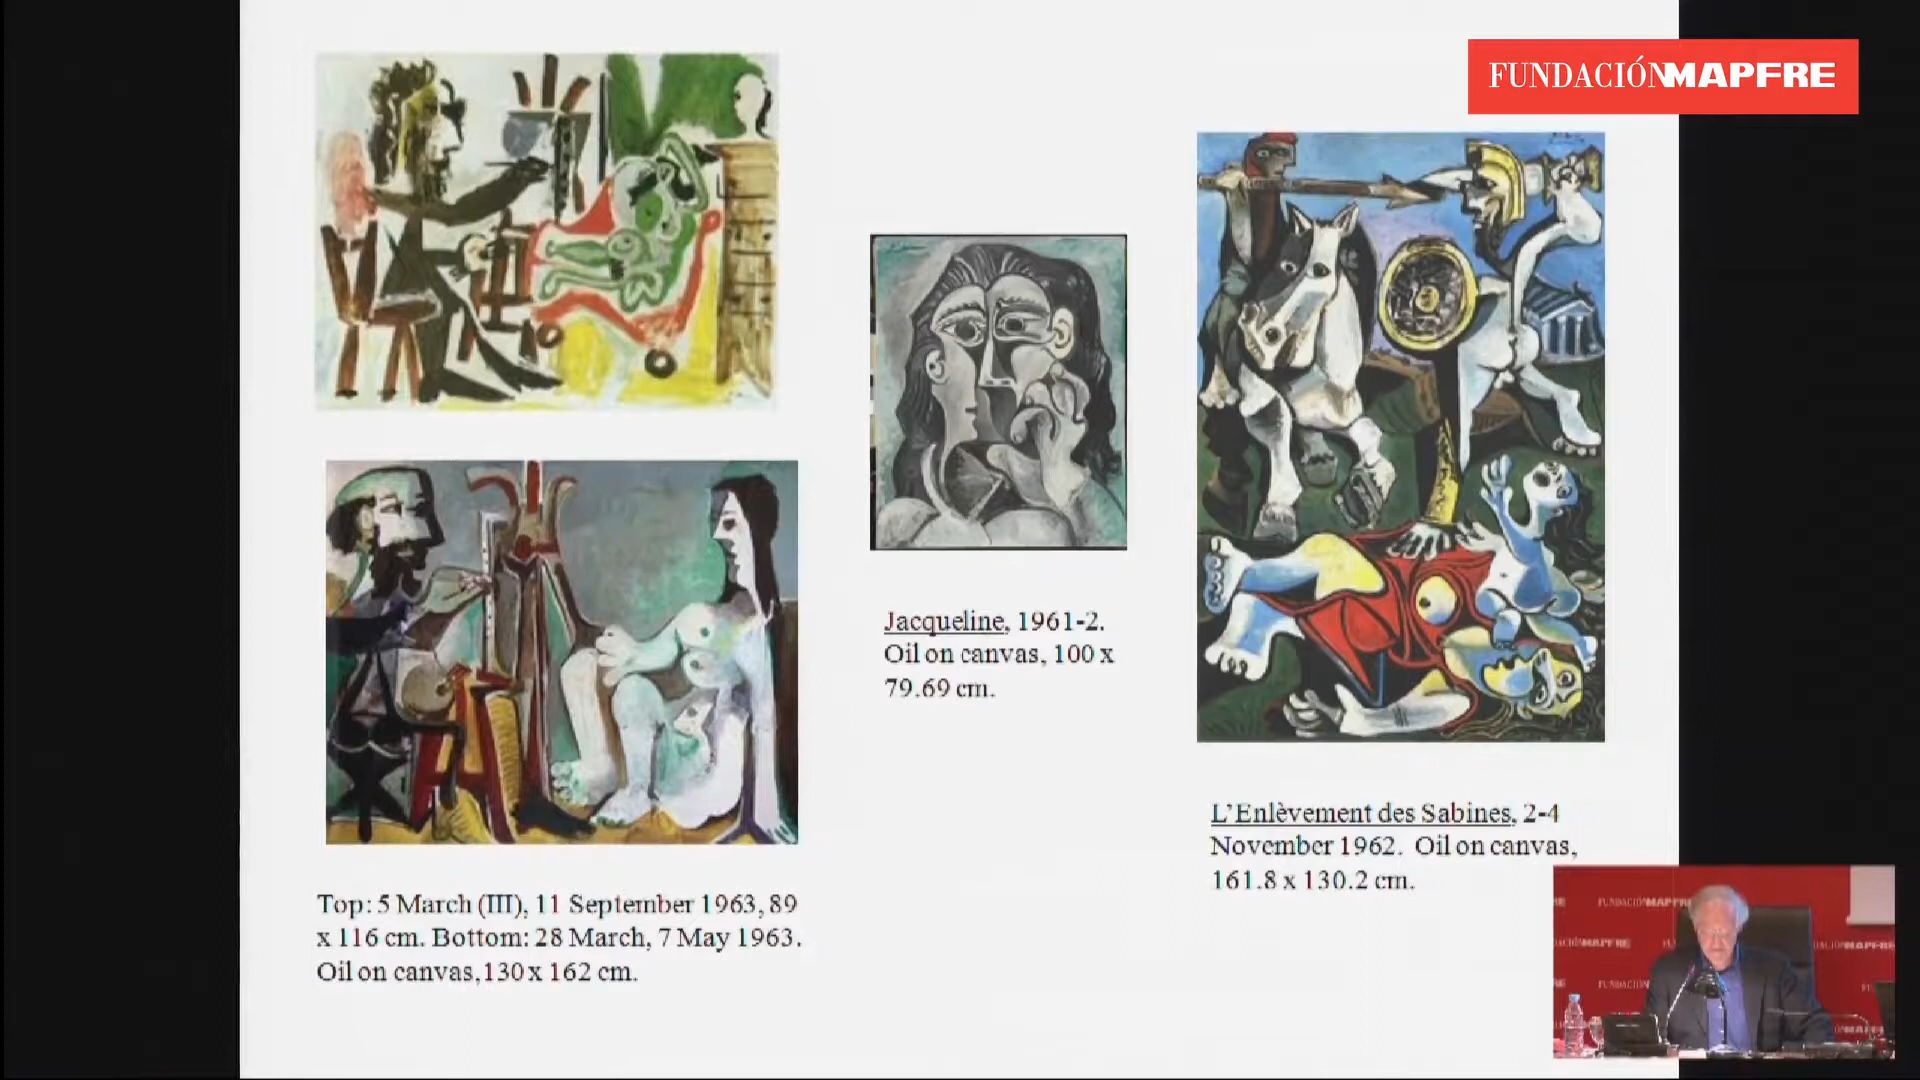 FUNDACIÓNMAPFRE
Jacqueline, 1961-2.
Oil on canvas, 100 x
79.69 cm.
L'Enlèvement des Sabines, 2-4
November 1962. Oil on canvas,
161.8 x 130.2 cm.
Top: 5 March (III), 11 September 1963, 89
x 116 cm. Bottom: 28 March, 7 May 1963.
Oil on canvas,130 x 162 cm.